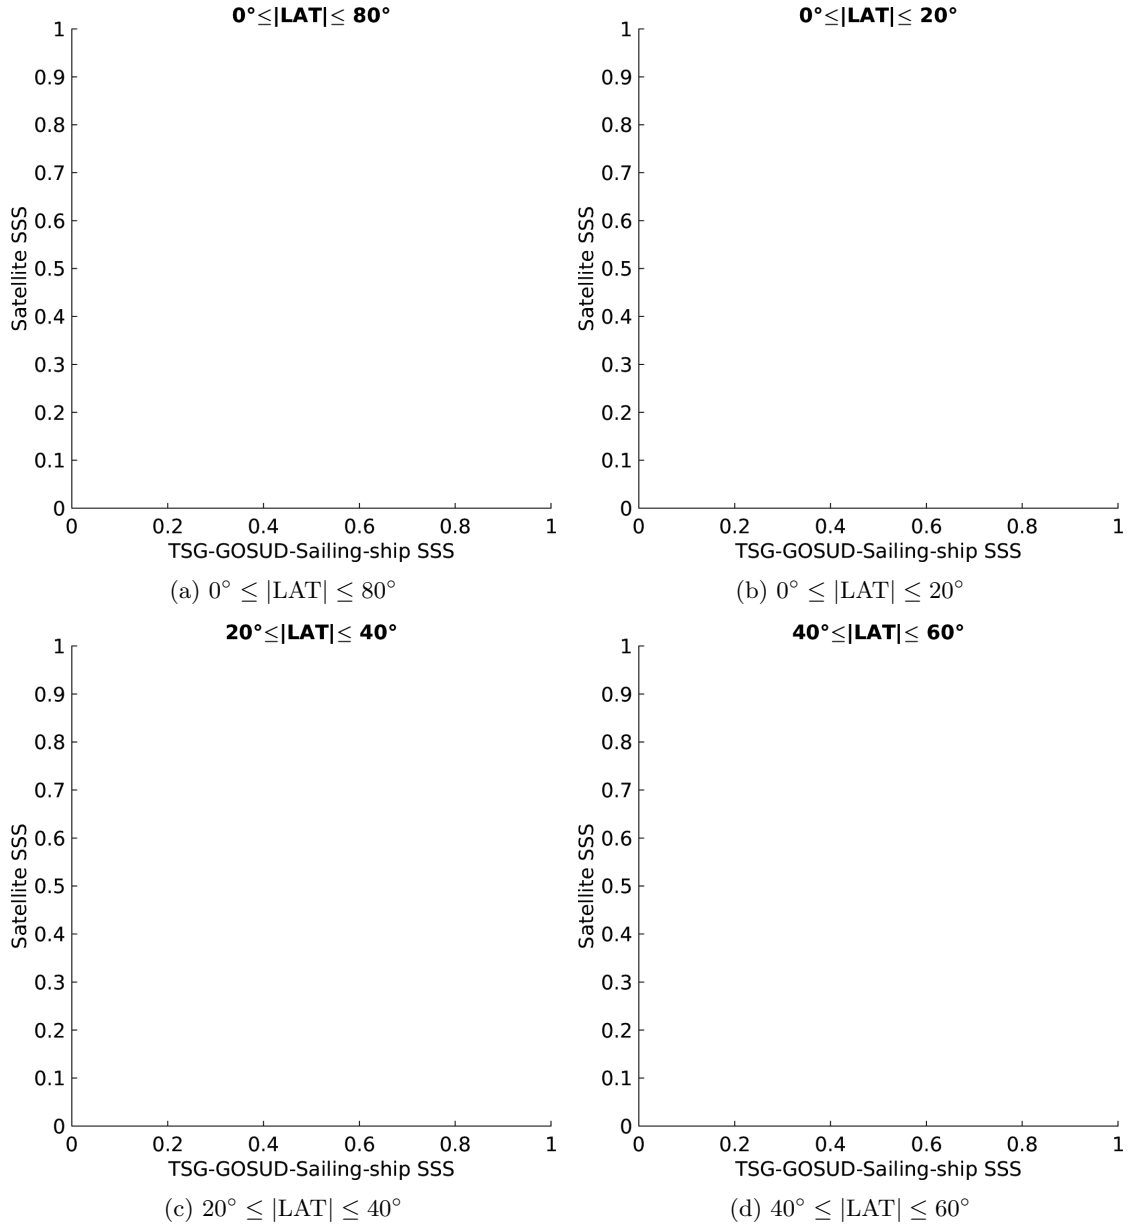 0°≤|LAT|≤ 80°
1
0.9
0.8
0.7
0.6
0.5
0.4
0.3
0.2
0.1
0
Satellite SSS
0 0.2 0.4 0.6 0.8 1
TSG-GOSUD-Sailing-ship SSS
(a) 0° ≤ |LAT| ≤ 80°
0°≤|LAT|≤ 20°
1
0.9
0.8
0.7
0.6
0.5
0.4
0.3
0.2
0.1
0
Satellite SSS
0 0.2 0.4 0.6 0.8 1
TSG-GOSUD-Sailing-ship SSS
(b) 0° ≤ |LAT| ≤ 20°
20°≤|LAT|≤ 40°
1
0.9
0.8
0.7
0.6
0.5
0.4
0.3
0.2
0.1
0
Satellite SSS
0 0.2 0.4 0.6 0.8 1
TSG-GOSUD-Sailing-ship SSS
(c) 20° ≤ |LAT| ≤ 40°
40°≤|LAT|≤ 60°
1
0.9
0.8
0.7
0.6
0.5
0.4
0.3
0.2
0.1
0
Satellite SSS
0 0.2 0.4 0.6 0.8 1
TSG-GOSUD-Sailing-ship SSS
(d) 40° ≤ |LAT| ≤ 60°